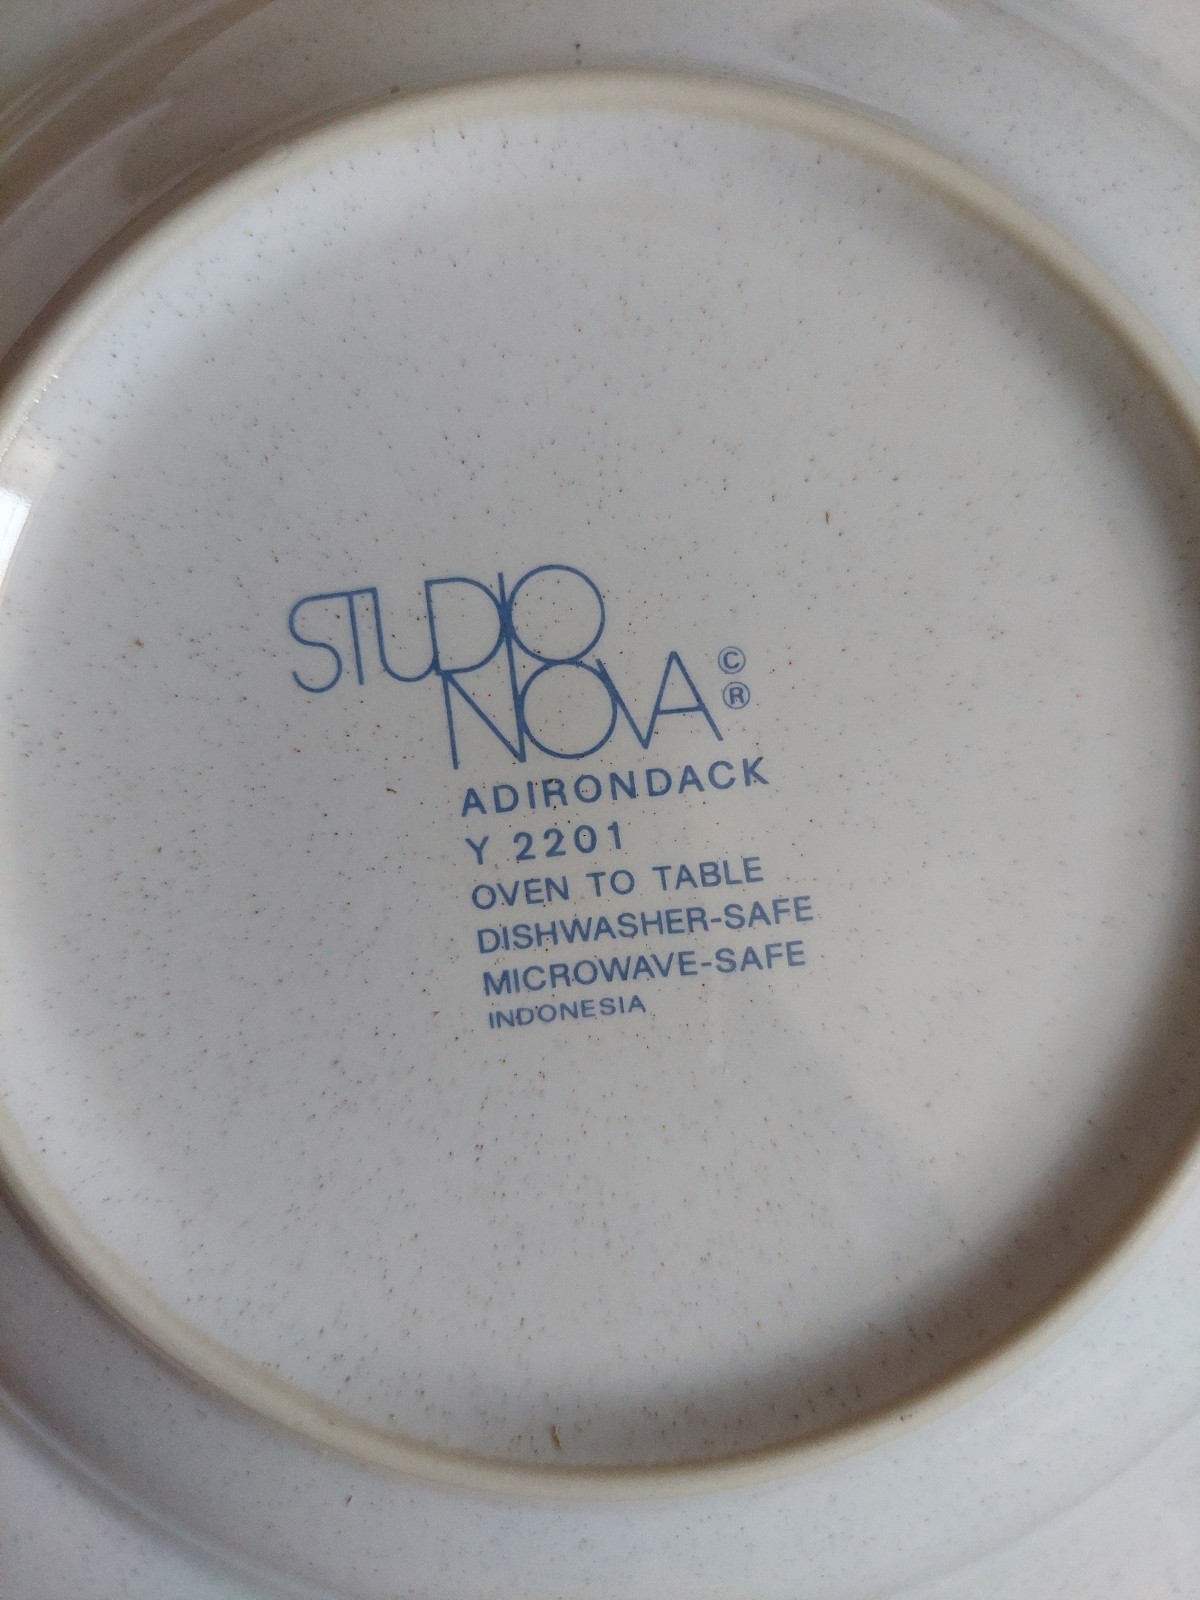 STUDIO
NOVA ©
®
ADIRONDACK
Y 2201
OVEN TO TABLE
DISHWASHER-SAFE
MICROWAVE-SAFE
INDONESIA